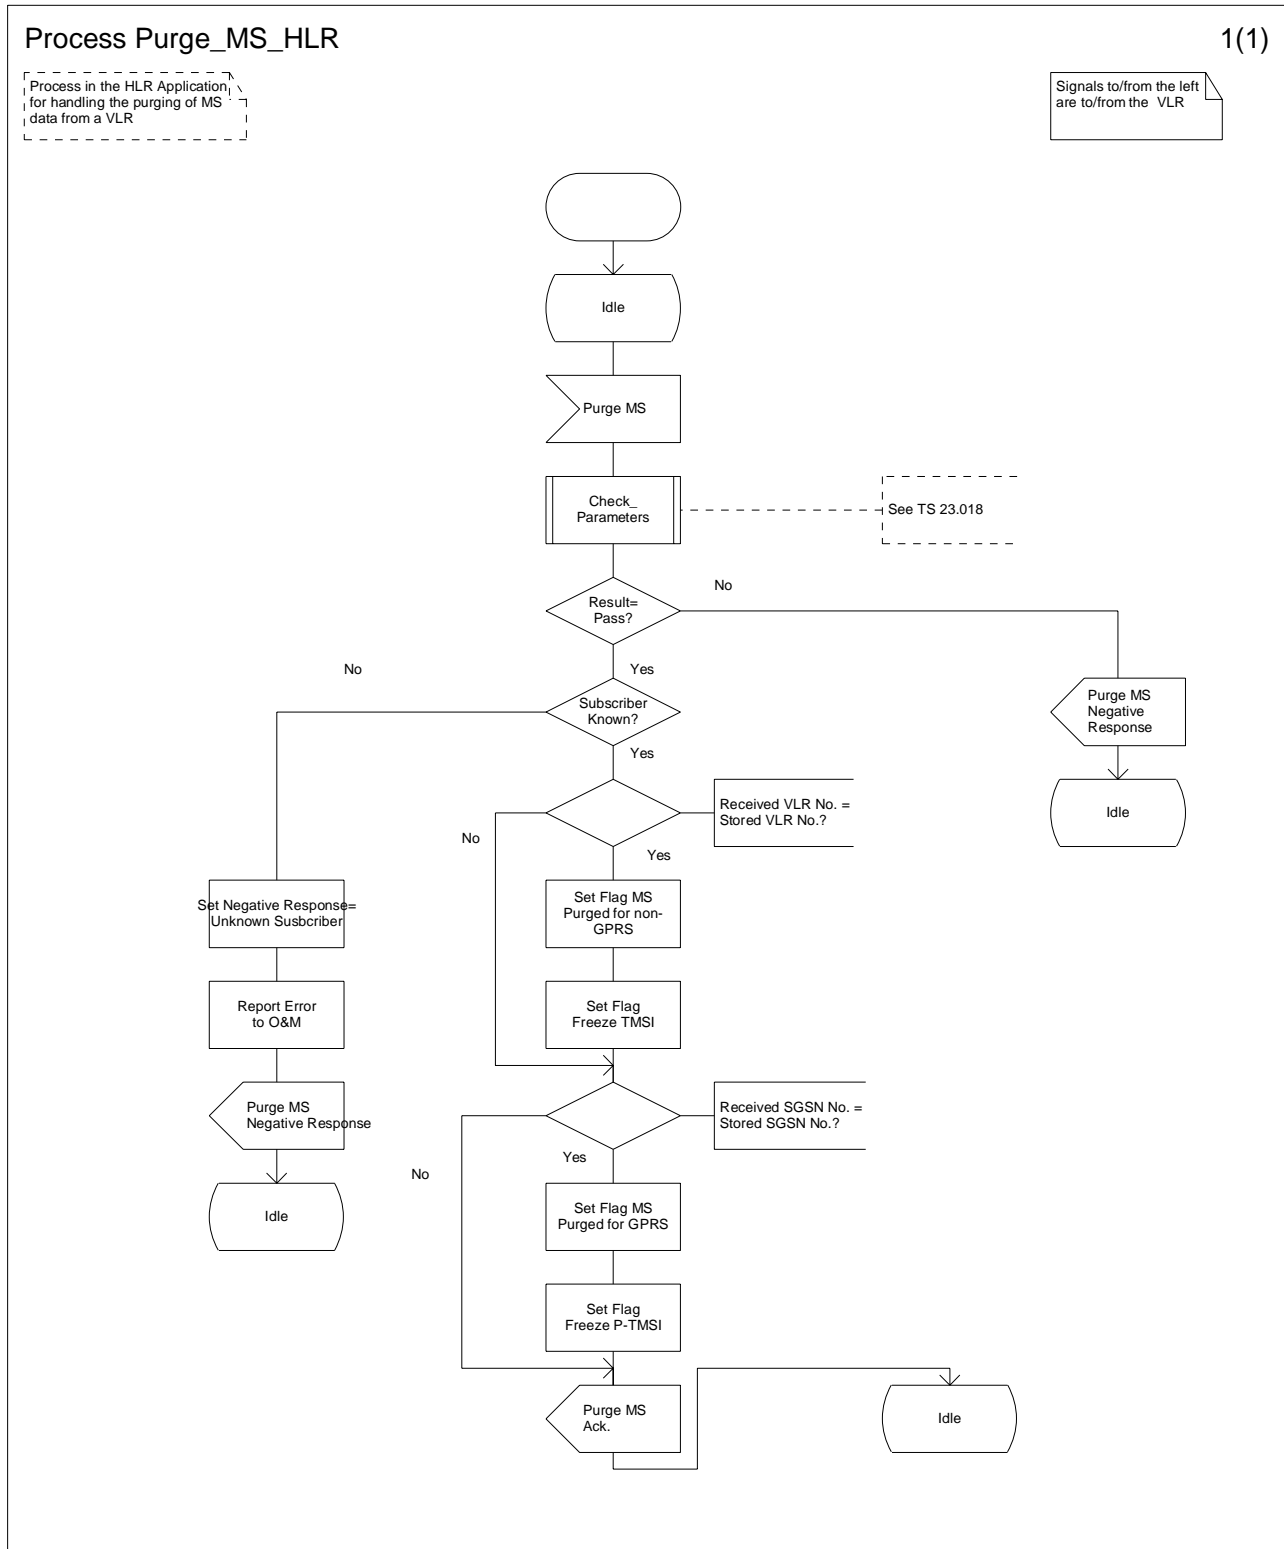 Process Purge_MS_HLR
1(1)
Process in the HLR Application
for handling the purging of MS
data from a VLR
Signals to/from the left
are to/from the VLR
Idle
Purge MS
Check_
Parameters
See TS 23.018
Result=
Pass?
No
Yes
No
Subscriber
Known?
Yes
Purge MS
Negative
Response
Idle
Received VLR No. =
Stored VLR No.?
No
Yes
Set Negative Response=
Unknown Susbcriber
Set Flag MS
Purged for non-
GPRS
Report Error
to O&M
Set Flag
Freeze TMSI
Purge MS
Negative Response
Received SGSN No. =
Stored SGSN No.?
Yes
No
Idle
Set Flag MS
Purged for GPRS
Set Flag
Freeze P-TMSI
Purge MS
Ack.
Idle